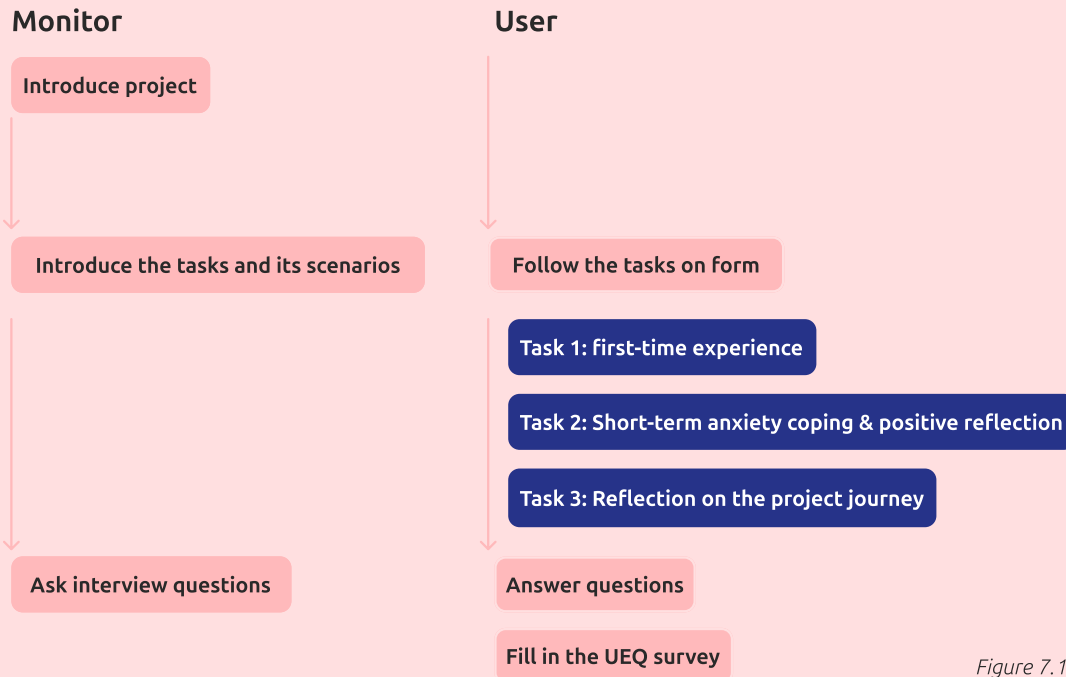 Monitor
User
Introduce project
Introduce the tasks and its scenarios
Follow the tasks on form
Task 1: first-time experience
Task 2: Short-term anxiety coping & positive reflection
Task 3: Reflection on the project journey
Ask interview questions
Answer questions
Fill in the UEQ survey
Figure 7.1